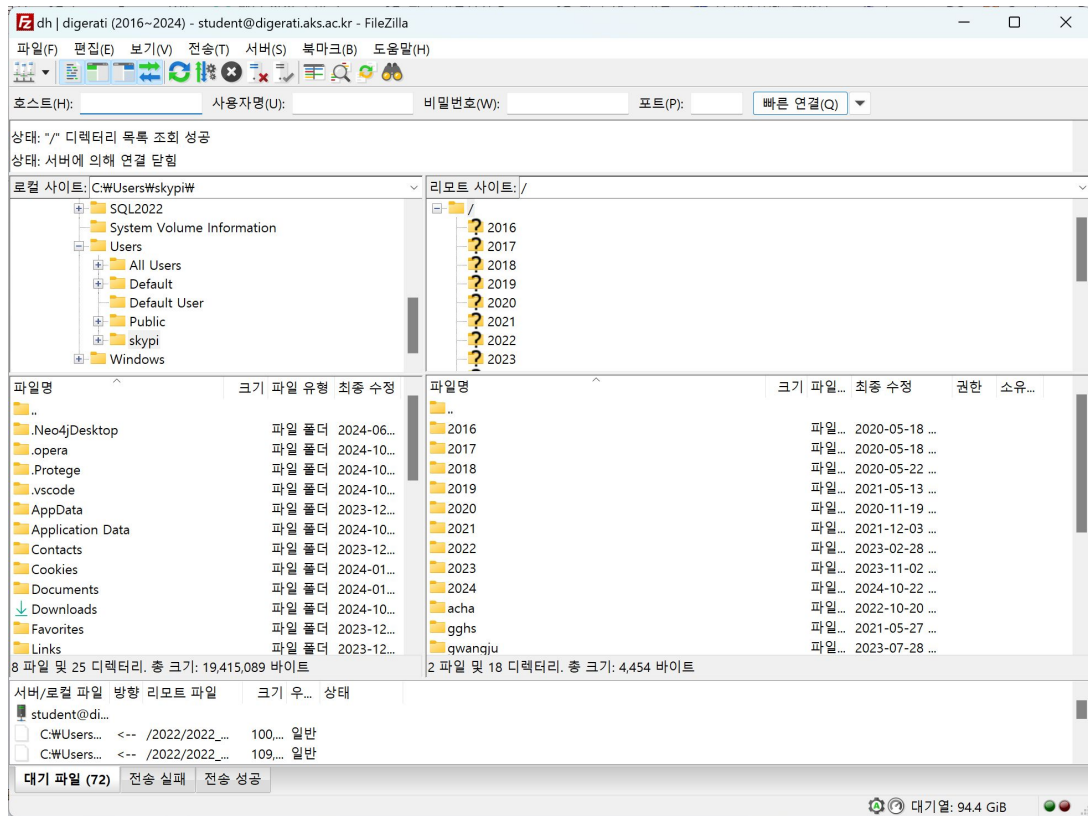 dh | digerati (2016~2024) - student@digerati.aks.ac.kr - FileZilla
파일(F) 편집(E) 보기(V) 전송(T) 서버(S) 북마크(B) 도움말(H)
호스트(H): 사용자명(U): 비밀번호(W): 포트(P): 빠른 연결(Q)
상태: "/" 디렉터리 목록 조회 성공
상태: 서버에 의해 연결 닫힘
로컬 사이트: C:₩Users₩skypi₩
SQL2022
System Volume Information
Users
All Users
Default
Default User
Public
skypi
Windows
리모트 사이트: /
/
2016
2017
2018
2019
2020
2021
2022
2023
파일명 크기 파일 유형 최종 수정
..
.Neo4jDesktop 파일 폴더 2024-06...
.opera 파일 폴더 2024-10...
.Protege 파일 폴더 2024-10...
.vscode 파일 폴더 2024-10...
AppData 파일 폴더 2023-12...
Application Data 파일 폴더 2024-10...
Contacts 파일 폴더 2023-12...
Cookies 파일 폴더 2024-01...
Documents 파일 폴더 2024-01...
Downloads 파일 폴더 2024-10...
Favorites 파일 폴더 2023-12...
Links 파일 폴더 2023-12...
8 파일 및 25 디렉터리. 총 크기: 19,415,089 바이트
파일명 크기 파일... 최종 수정 권한 소유...
..
2016 파일... 2020-05-18 ...
2017 파일... 2020-05-18 ...
2018 파일... 2020-05-22 ...
2019 파일... 2021-05-13 ...
2020 파일... 2020-11-19 ...
2021 파일... 2021-12-03 ...
2022 파일... 2023-02-28 ...
2023 파일... 2023-11-02 ...
2024 파일... 2024-10-22 ...
acha 파일... 2022-10-20 ...
gghs 파일... 2021-05-27 ...
gwangju 파일... 2023-07-28 ...
2 파일 및 18 디렉터리. 총 크기: 4,454 바이트
서버/로컬 파일 방향 리모트 파일 크기 우... 상태
student@di...
C:₩Users... <-- /2022/2022_... 100,... 일반
C:₩Users... <-- /2022/2022_... 109,... 일반
대기 파일 (72) 전송 실패 전송 성공
대기열: 94.4 GiB